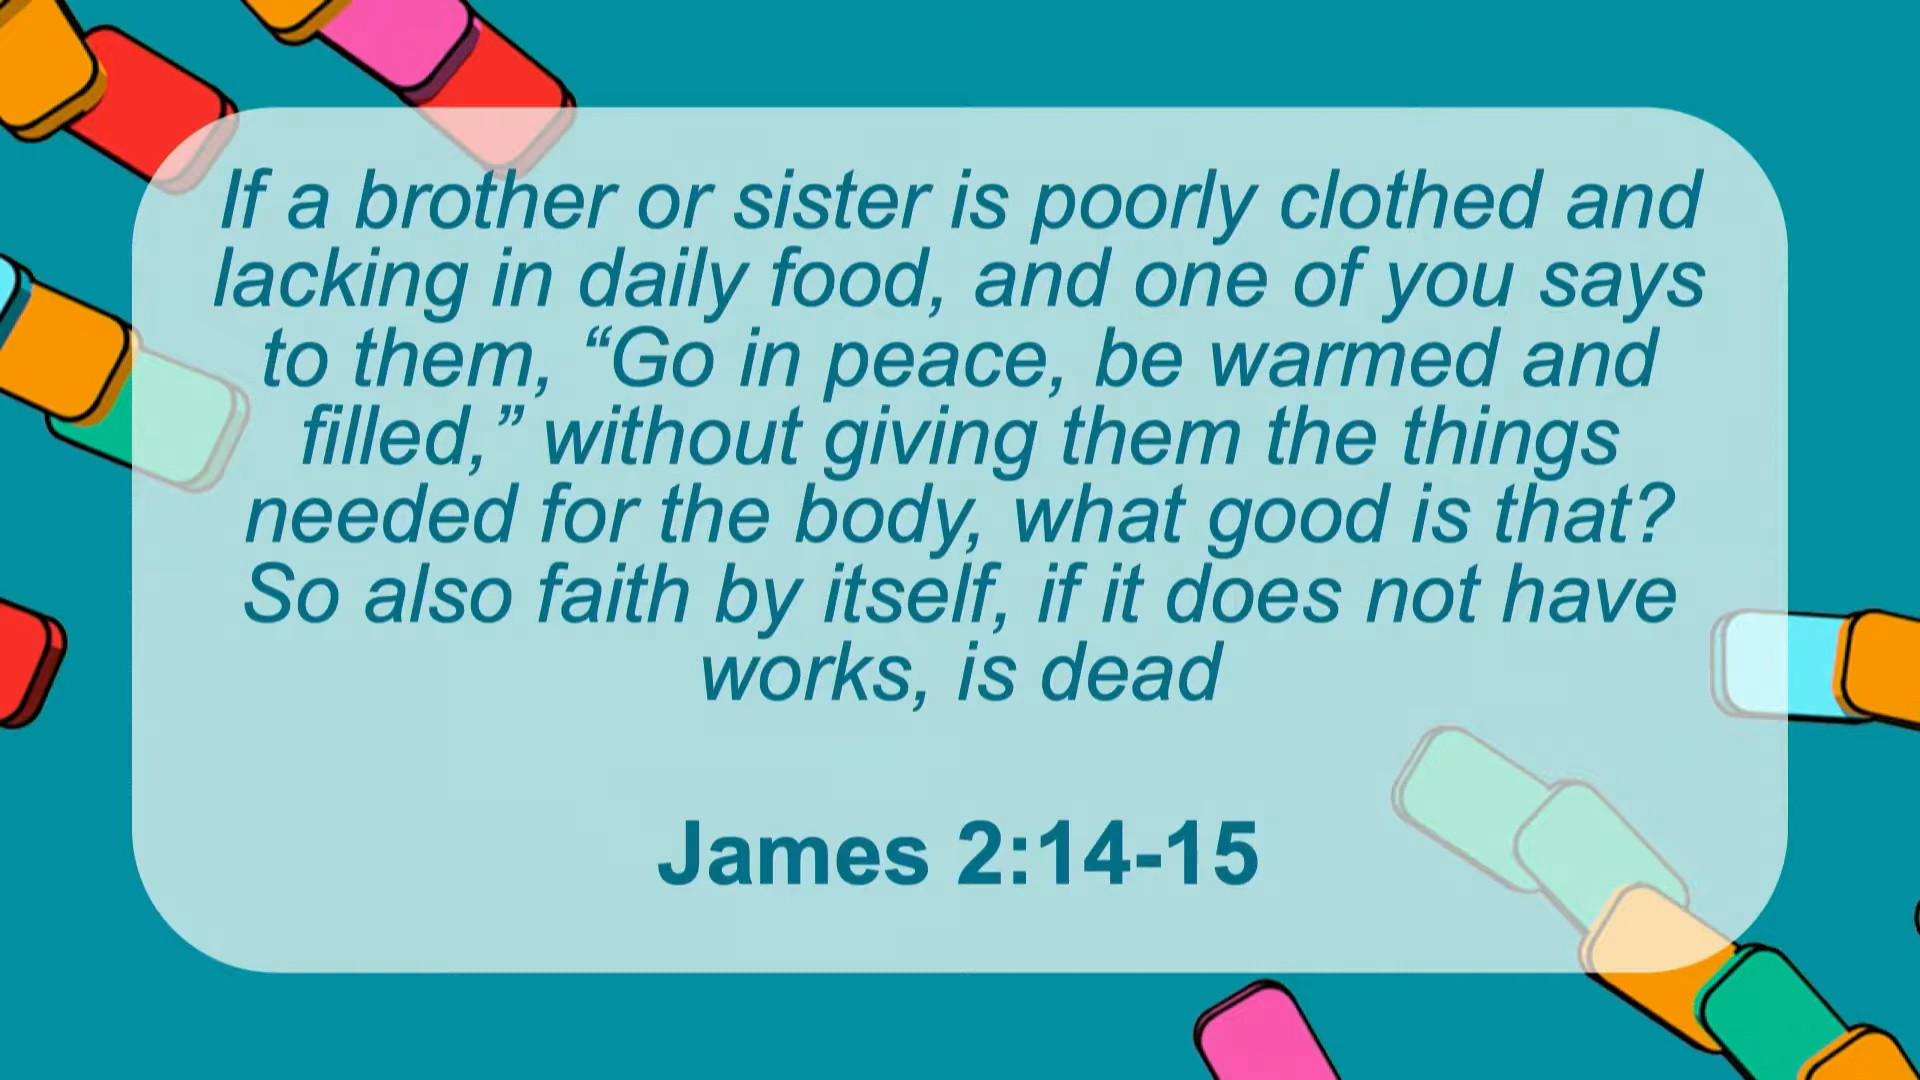 If a brother or sister is poorly clothed and
lacking in daily food, and one of you says
to them, “Go in peace, be warmed and
filled,” without giving them the things
needed for the body, what good is that?
So also faith by itself, if it does not have
works, is dead
James 2:14-15